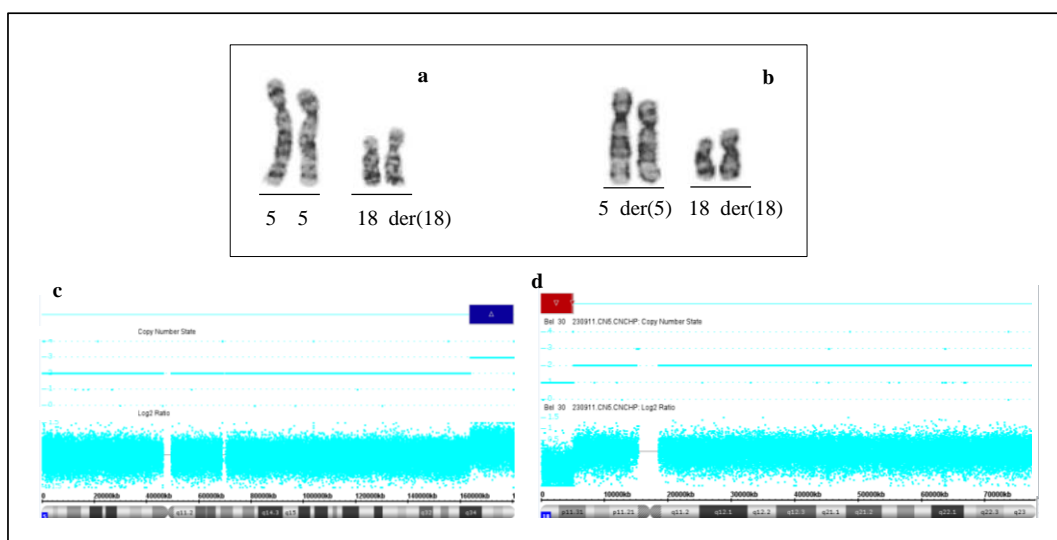 a
b
5 5 18 der(18)
5 der(5) 18 der(18)
c
d
Copy Number State
Log2 Ratio
0 20000kb 40000kb 60000kb 80000kb 100000kb 120000kb 140000kb 160000kb
q11.2 q14.3 q15 q34
Bel 30 230911.CN5.CNCHP: Copy Number State
Bel 30 230911.CN5.CNCHP: Log2 Ratio
0 10000kb 20000kb 30000kb 40000kb 50000kb 60000kb 70000kb
18 p11.31 p11.21 q11.2 q12.1 q12.2 q12.3 q21.1 q21.2 q22.1 q22.3 q23